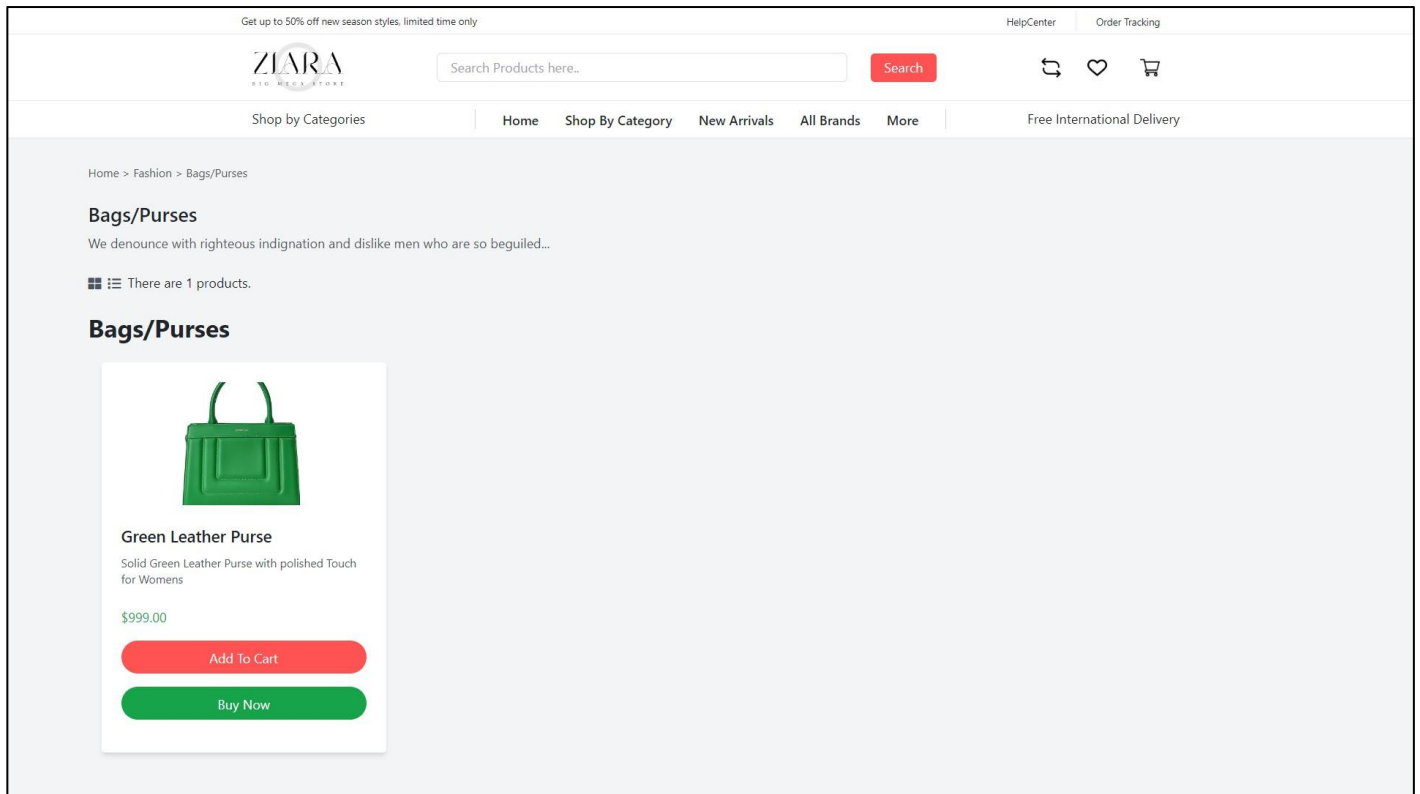 Get up to 50% off new season styles, limited time only
HelpCenter
Order Tracking
ZIARA
BIG MEGA STORE
Search Products here..
Search
Shop by Categories
Home
Shop By Category
New Arrivals
All Brands
More
Free International Delivery
Home > Fashion > Bags/Purses
Bags/Purses
We denounce with righteous indignation and dislike men who are so beguiled...
There are 1 products.
Bags/Purses
Green Leather Purse
Solid Green Leather Purse with polished Touch
for Womens
$999.00
Add To Cart
Buy Now